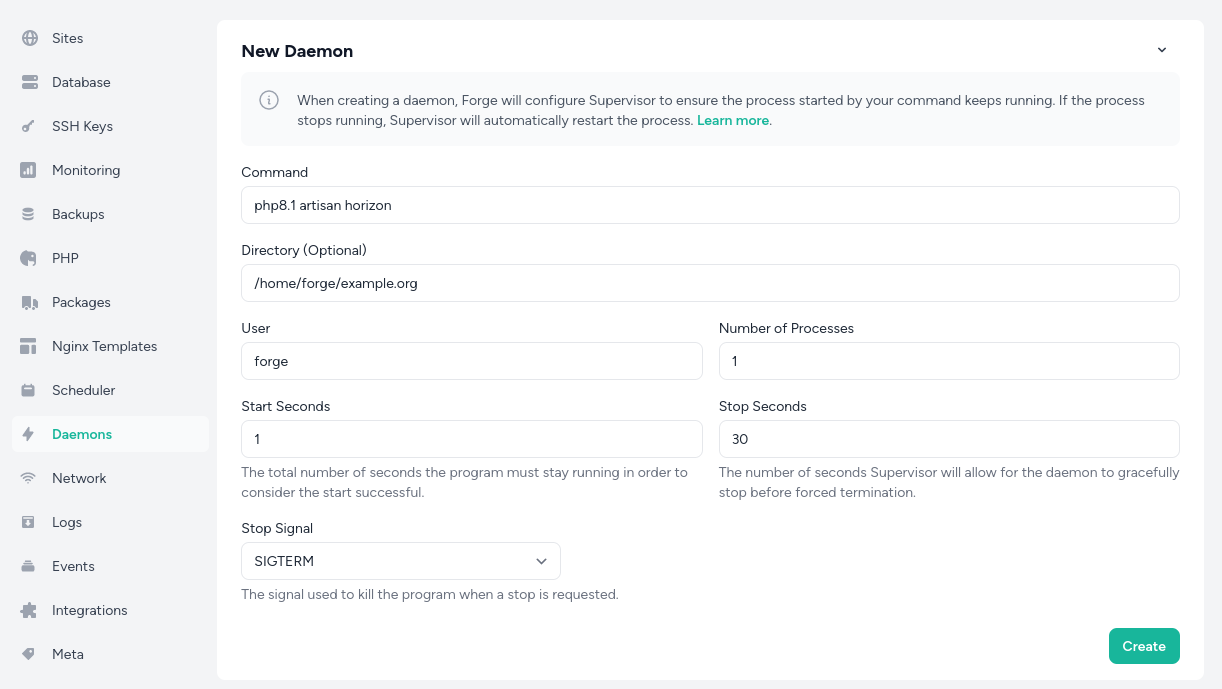 Sites
Database
SSH Keys
Monitoring
Backups
PHP
Packages
Nginx Templates
Scheduler
Daemons
Network
Logs
Events
Integrations
Meta
New Daemon
When creating a daemon, Forge will configure Supervisor to ensure the process started by your command keeps running. If the process
stops running, Supervisor will automatically restart the process. Learn more.
Command
php8.1 artisan horizon
Directory (Optional)
/home/forge/example.org
User
forge
Number of Processes
1
Start Seconds
1
The total number of seconds the program must stay running in order to
consider the start successful.
Stop Seconds
30
The number of seconds Supervisor will allow for the daemon to gracefully
stop before forced termination.
Stop Signal
SIGTERM
The signal used to kill the program when a stop is requested.
Create